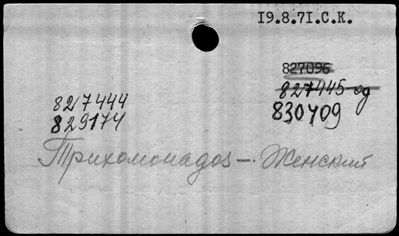 19.8.71.С.К.
827096
827445 од
827444
830709
829174
Трихомонадоз – Женский